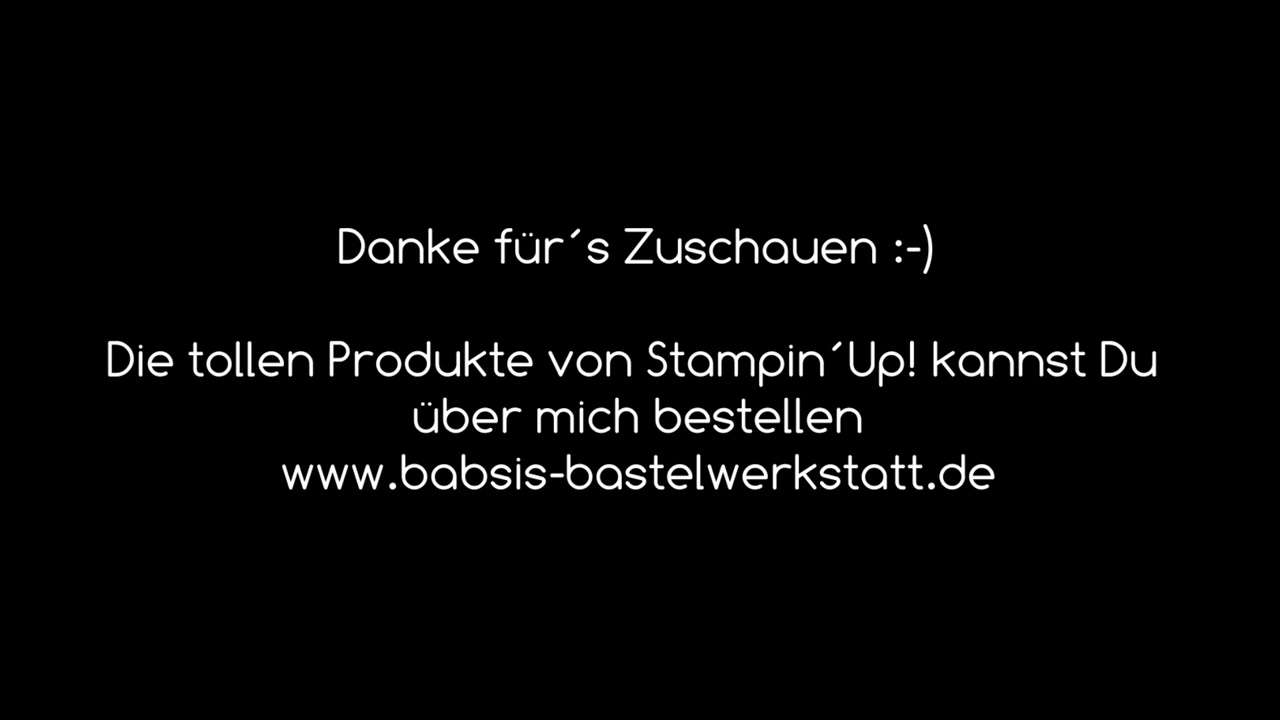 Danke für´s Zuschauen :-)
Die tollen Produkte von Stampin´Up! kannst Du
über mich bestellen
www.babsis-bastelwerkstatt.de